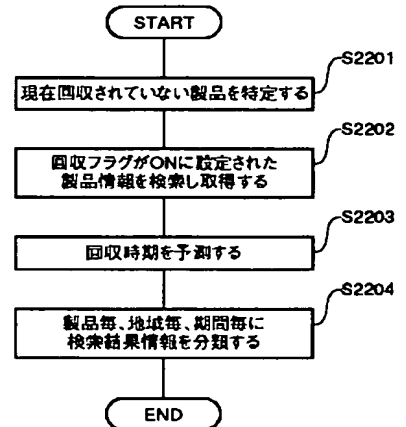 START
S2201
現在回収されていない製品を特定する
S2202
回収フラグがONに設定された
製品情報を検索し取得する
S2203
回収時期を予測する
S2204
製品毎、地域毎、期間毎に
検索結果情報を分類する
END